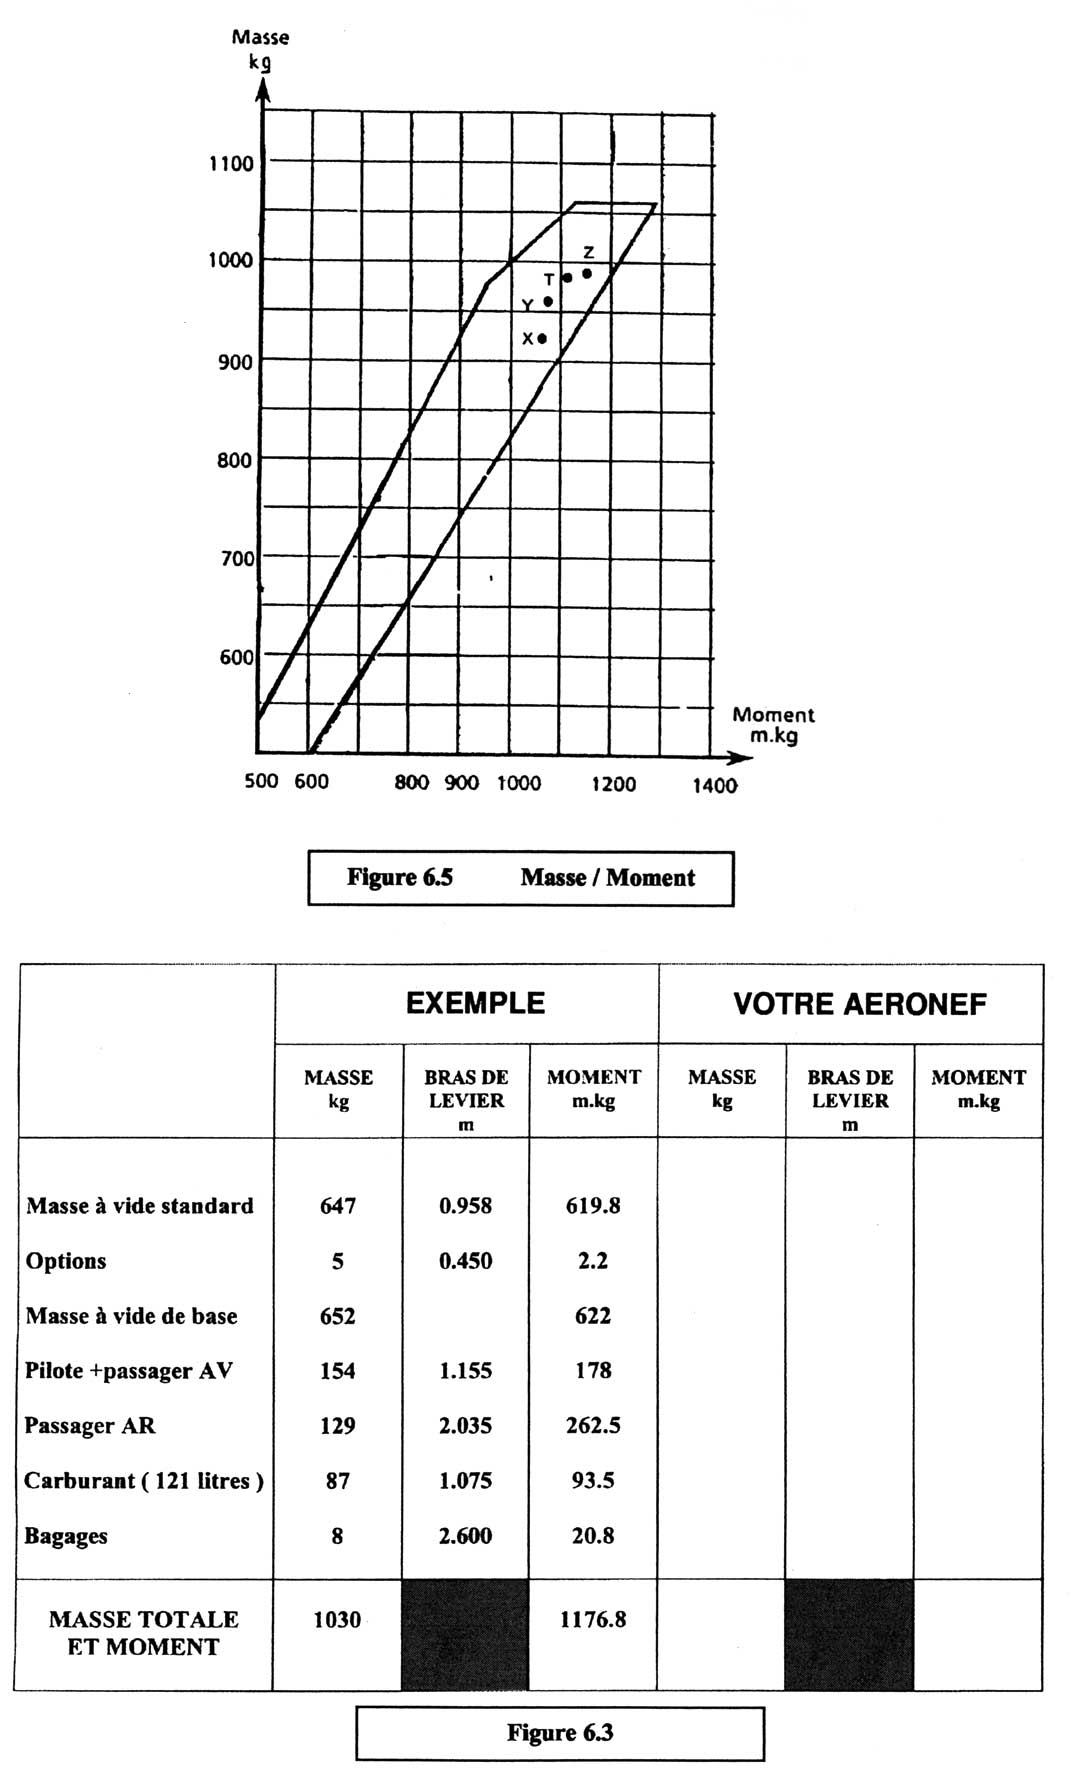 Masse
kg
1100
1000
900
800
700
600
Z
T
Y
X
Moment
m.kg
500 600 800 900 1000 1200 1400
Figure 6.5 Masse / Moment
EXEMPLE VOTRE AERONEF
MASSE kg BRAS DE LEVIER m MOMENT m.kg MASSE kg BRAS DE LEVIER m MOMENT m.kg
Masse à vide standard 647 0.958 619.8
Options 5 0.450 2.2
Masse à vide de base 652 622
Pilote +passager AV 154 1.155 178
Passager AR 129 2.035 262.5
Carburant ( 121 litres ) 87 1.075 93.5
Bagages 8 2.600 20.8
MASSE TOTALE 1030 1176.8
ET MOMENT
Figure 6.3